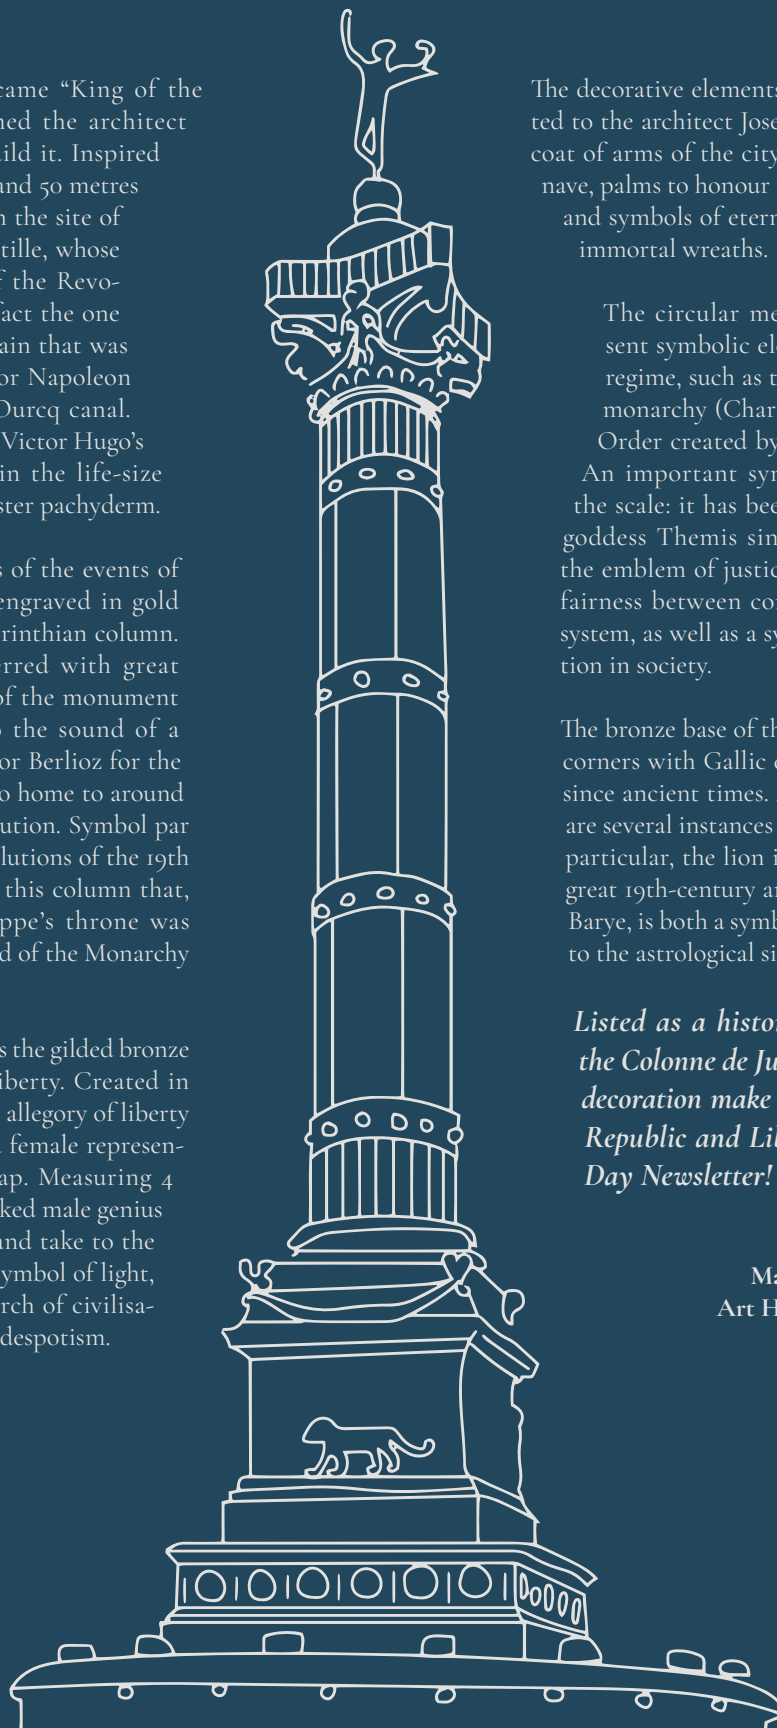 came “King of the
ned the architect
ild it. Inspired
and 50 metres
n the site of
tille, whose
f the Revo-
fact the one
ain that was
or Napoleon
Ourcq canal.
Victor Hugo’s
in the life-size
ster pachyderm.
s of the events of
engraved in gold
rinthian column.
erred with great
of the monument
the sound of a
or Berlioz for the
o home to around
ution. Symbol par
lutions of the 19th
this column that,
ppe’s throne was
d of the Monarchy
s the gilded bronze
iberty. Created in
allegory of liberty
female represen-
ap. Measuring 4
ked male genius
and take to the
ymbol of light,
rch of civilisa-
despotism.
The decorative elements
ted to the architect Jose
coat of arms of the city
nave, palms to honour
and symbols of etern
immortal wreaths.
The circular me
sent symbolic ele
regime, such as t
monarchy (Char
Order created by
An important syn
the scale: it has bee
goddess Themis sin
the emblem of justic
fairness between co
system, as well as a sy
tion in society.
The bronze base of th
corners with Gallic c
since ancient times.
are several instances
particular, the lion i
great 19th-century ar
Barye, is both a symb
to the astrological si
Listed as a histo
the Colonne de Ju
decoration make
Republic and Lib
Day Newsletter!
Ma
Art H